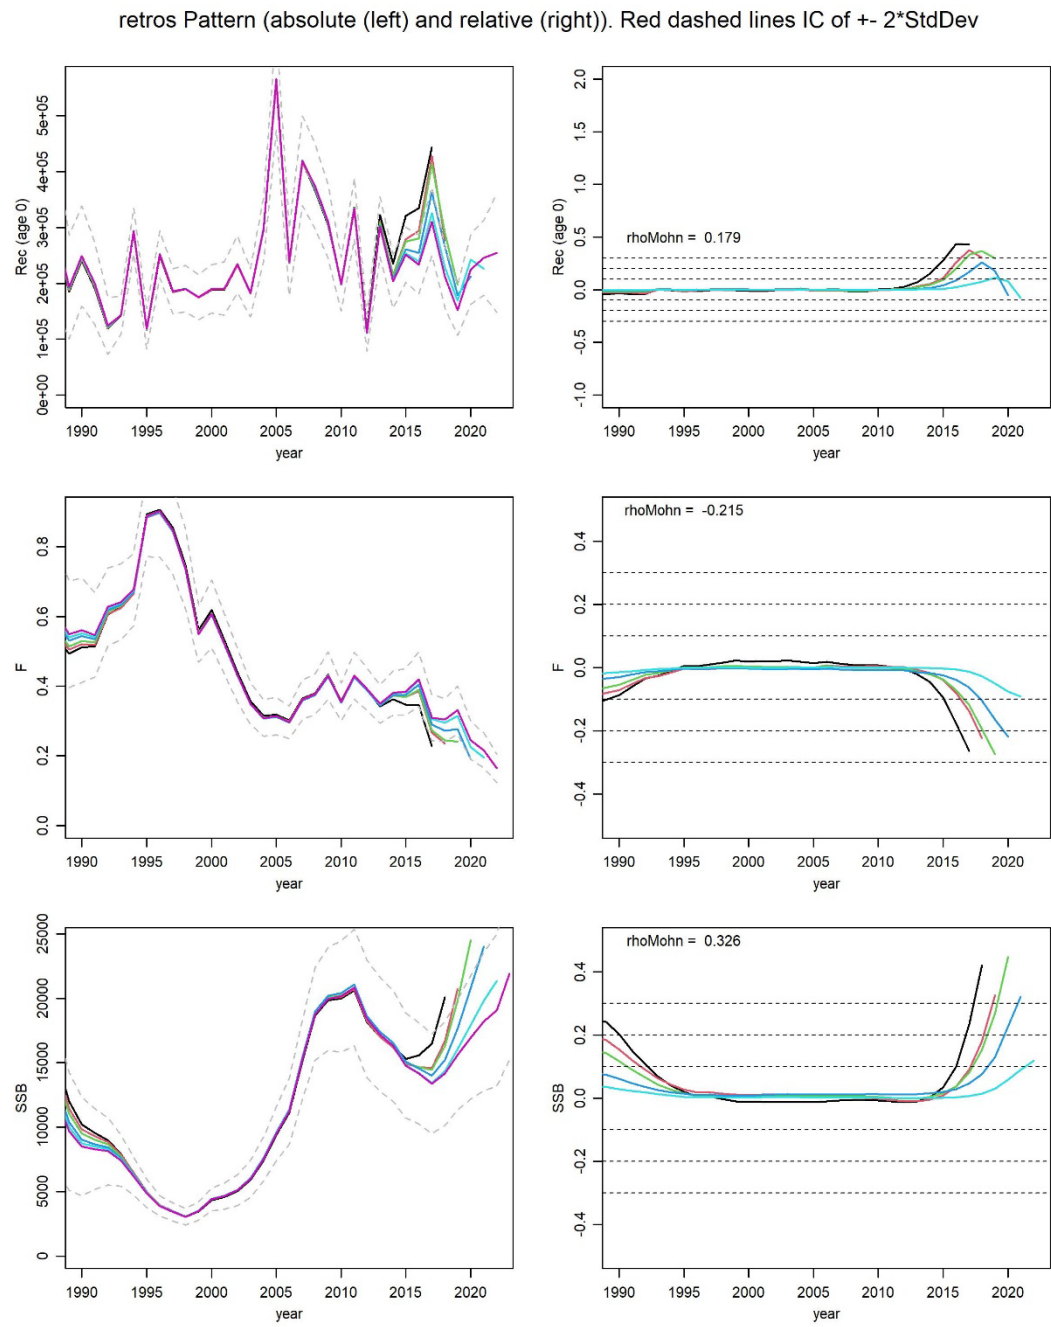 retros Pattern (absolute (left) and relative (right)). Red dashed lines IC of +- 2*StdDev
Rec (age 0)
0e+00 1e+05 2e+05 3e+05 4e+05 5e+05
1990 1995 2000 2005 2010 2015 2020
year
Rec (age 0)
-1.0 -0.5 0.0 0.5 1.0 1.5 2.0
rhoMohn = 0.179
1990 1995 2000 2005 2010 2015 2020
year
F
0.0 0.2 0.4 0.6 0.8
1990 1995 2000 2005 2010 2015 2020
year
F
-0.4 -0.2 0.0 0.2 0.4
rhoMohn = -0.215
1990 1995 2000 2005 2010 2015 2020
year
SSB
0 5000 10000 15000 20000 25000
1990 1995 2000 2005 2010 2015 2020
year
SSB
-0.4 -0.2 0.0 0.2 0.4
rhoMohn = 0.326
1990 1995 2000 2005 2010 2015 2020
year